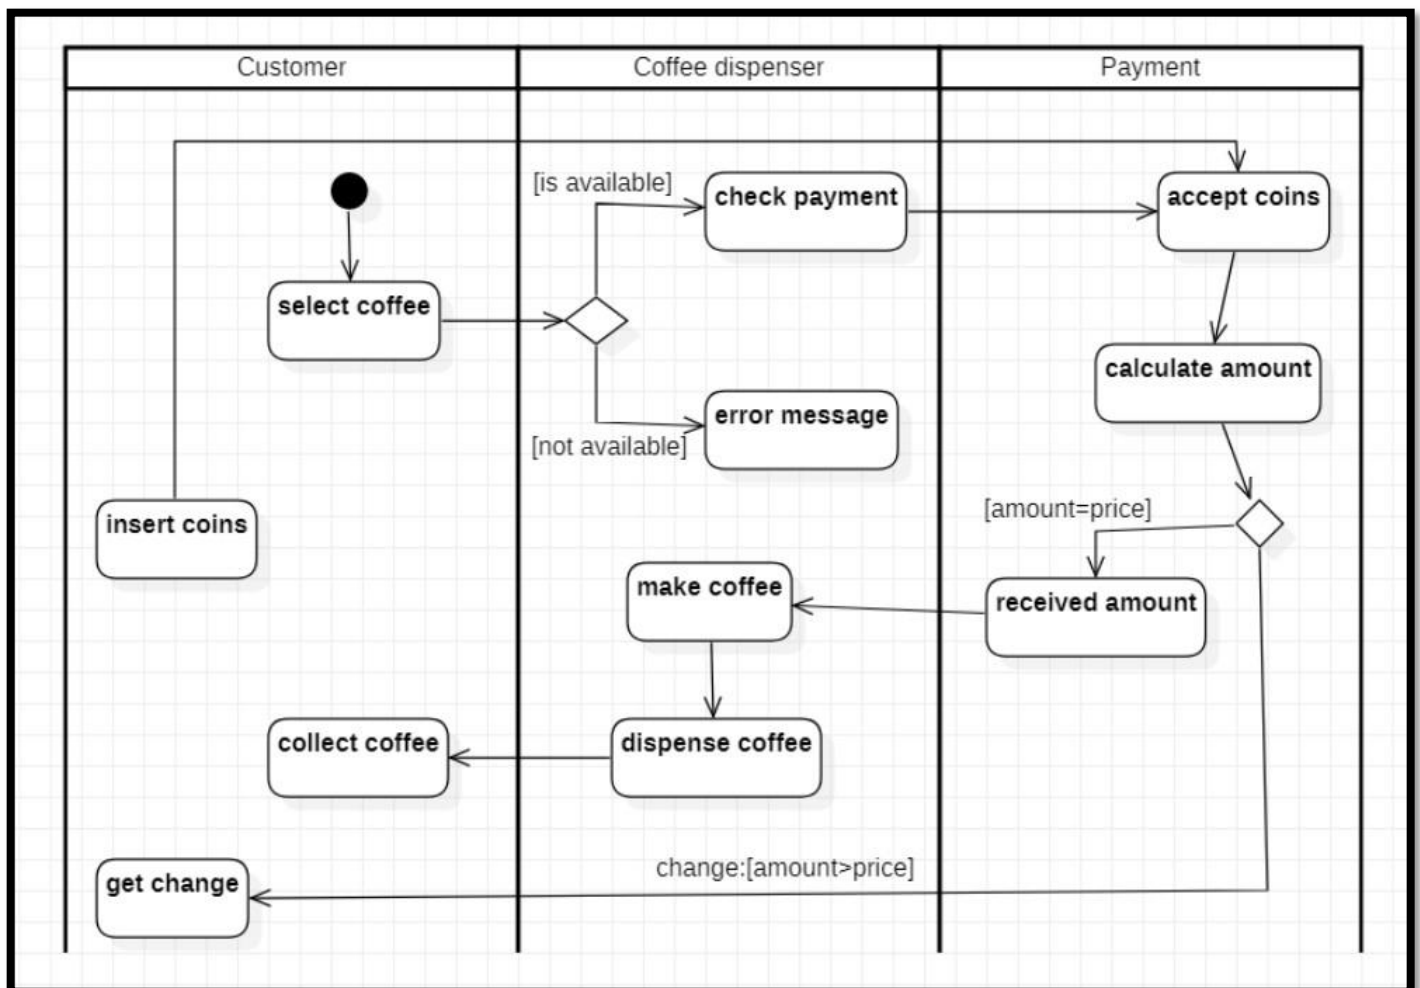 Customer
Coffee dispenser
Payment
[is available]
check payment
accept coins
select coffee
calculate amount
error message
[not available]
[amount=price]
insert coins
make coffee
received amount
collect coffee
dispense coffee
change:[amount>price]
get change